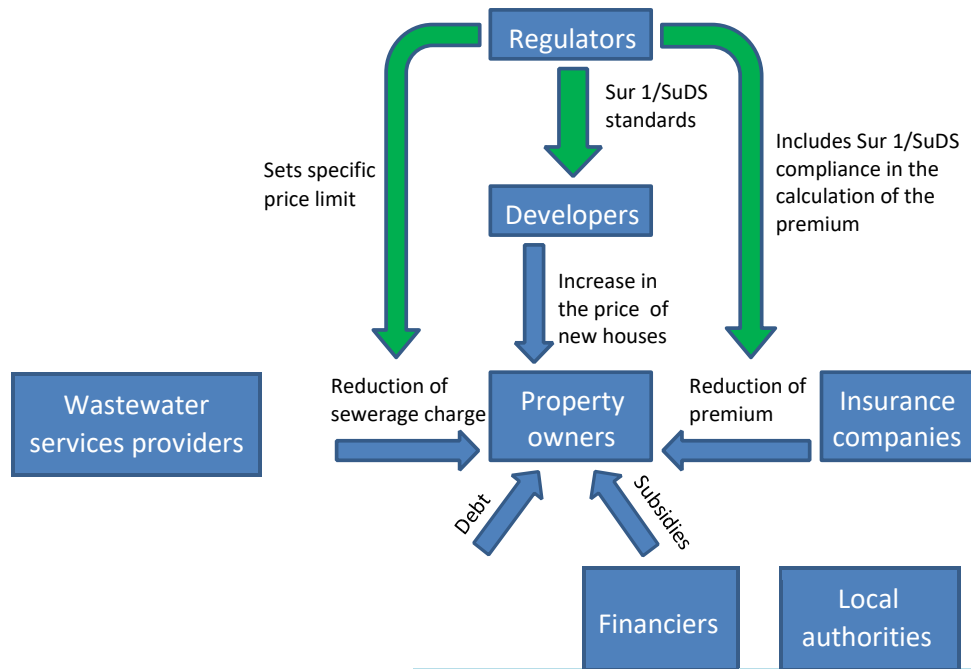 Regulators
Sur 1/SuDS
standards
Sets specific
price limit
Includes Sur 1/SuDS
compliance in the
calculation of the
premium
Developers
Increase in
the price of
new houses
Wastewater
services providers
Reduction of
sewerage charge
Property
owners
Reduction of
premium
Insurance
companies
Debt
Subsidies
Financiers
Local
authorities